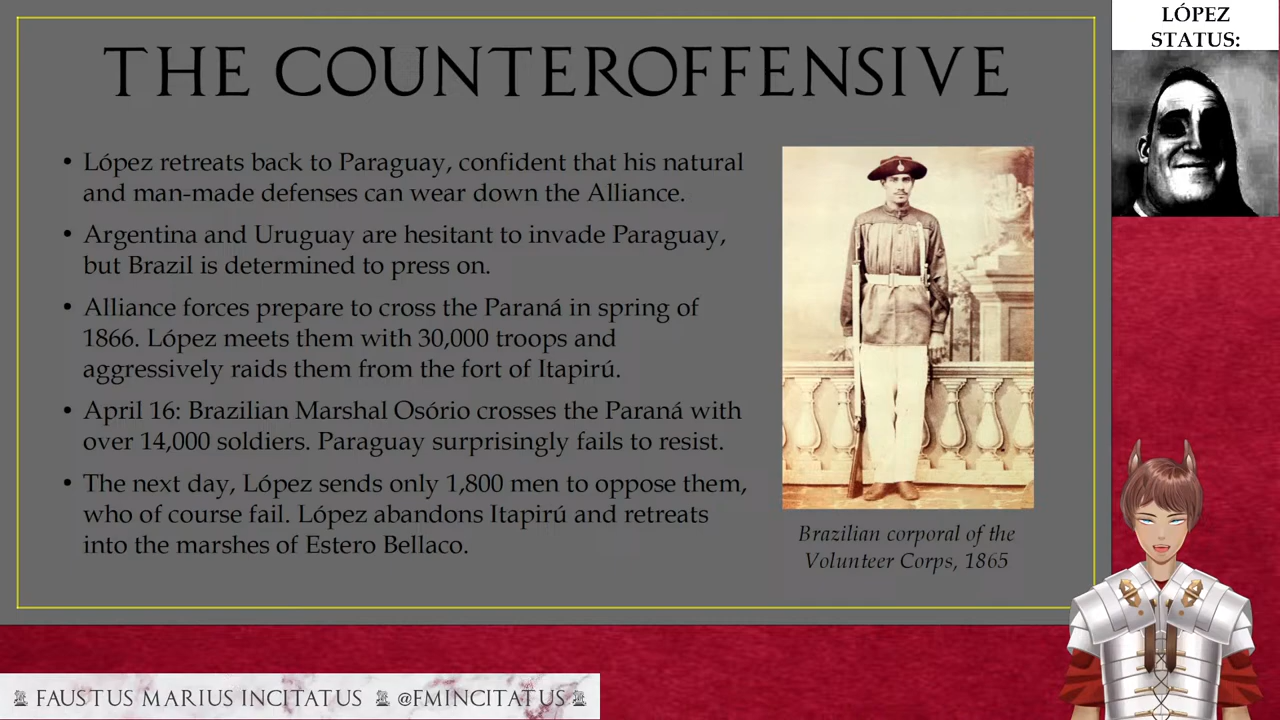 THE COUNTEROFFENSIVE
• López retreats back to Paraguay, confident that his natural
and man-made defenses can wear down the Alliance.
• Argentina and Uruguay are hesitant to invade Paraguay,
but Brazil is determined to press on.
• Alliance forces prepare to cross the Paraná in spring of
1866. López meets them with 30,000 troops and
aggressively raids them from the fort of Itapirú.
• April 16: Brazilian Marshal Osório crosses the Paraná with
over 14,000 soldiers. Paraguay surprisingly fails to resist.
• The next day, López sends only 1,800 men to oppose them,
who of course fail. López abandons Itapirú and retreats
into the marshes of Estero Bellaco.
Brazilian corporal of the
Volunteer Corps, 1865
LÓPEZ
STATUS:
FAUSTUS MARIUS INCITATUS @FMINCITATUS